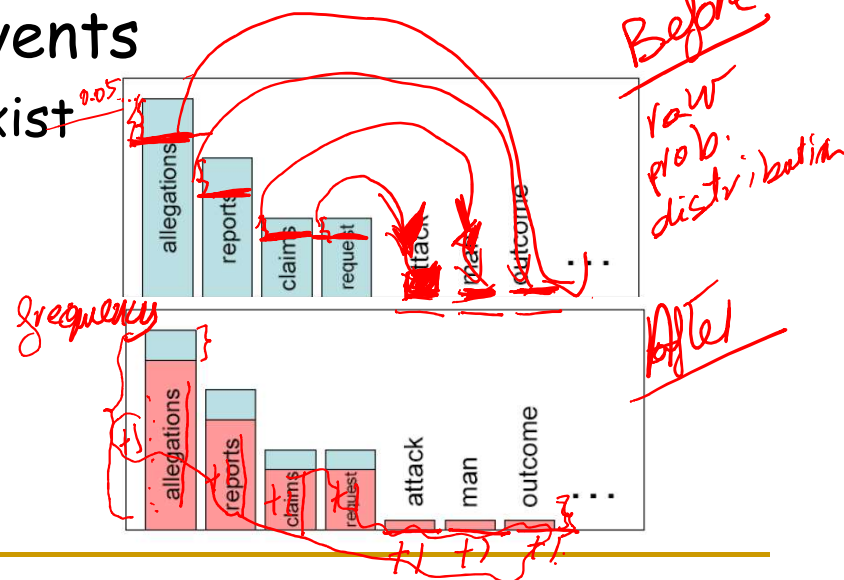 vents
xist
0.05
Before
raw
prob.
distribution
allegations
reports
claims
request
attack
man
outcome
...
frequency
After
allegations
reports
claims
request
attack
man
outcome
...
+1
+1
+1
+1